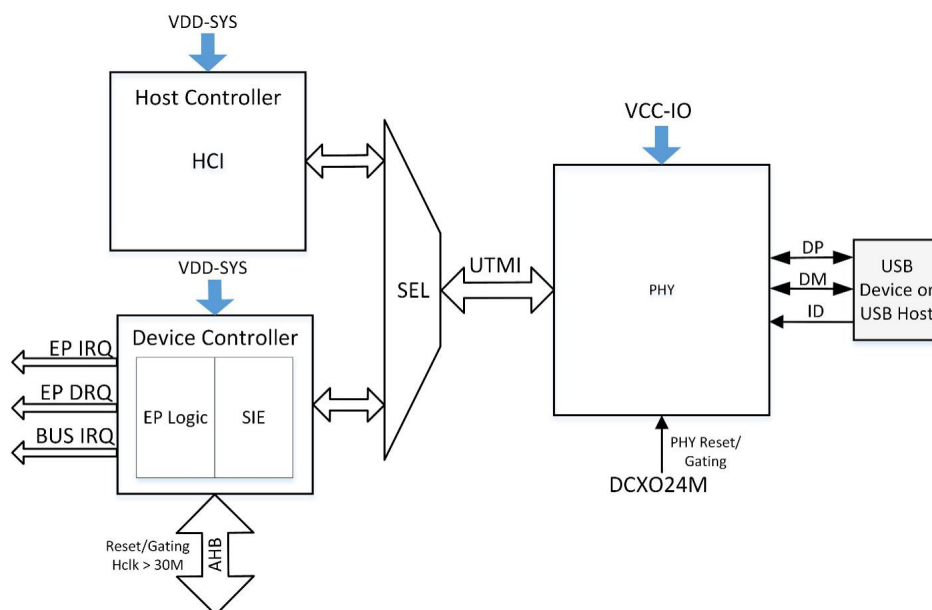 VDD-SYS
Host Controller
HCI
VCC-IO
VDD-SYS
Device Controller
EP Logic
SIE
EP IRQ
EP DRQ
BUS IRQ
Reset/Gating
Hclk > 30M
AHB
SEL
UTMI
PHY
DP
DM
ID
USB
Device or
USB Host
PHY Reset/
Gating
DCXO24M